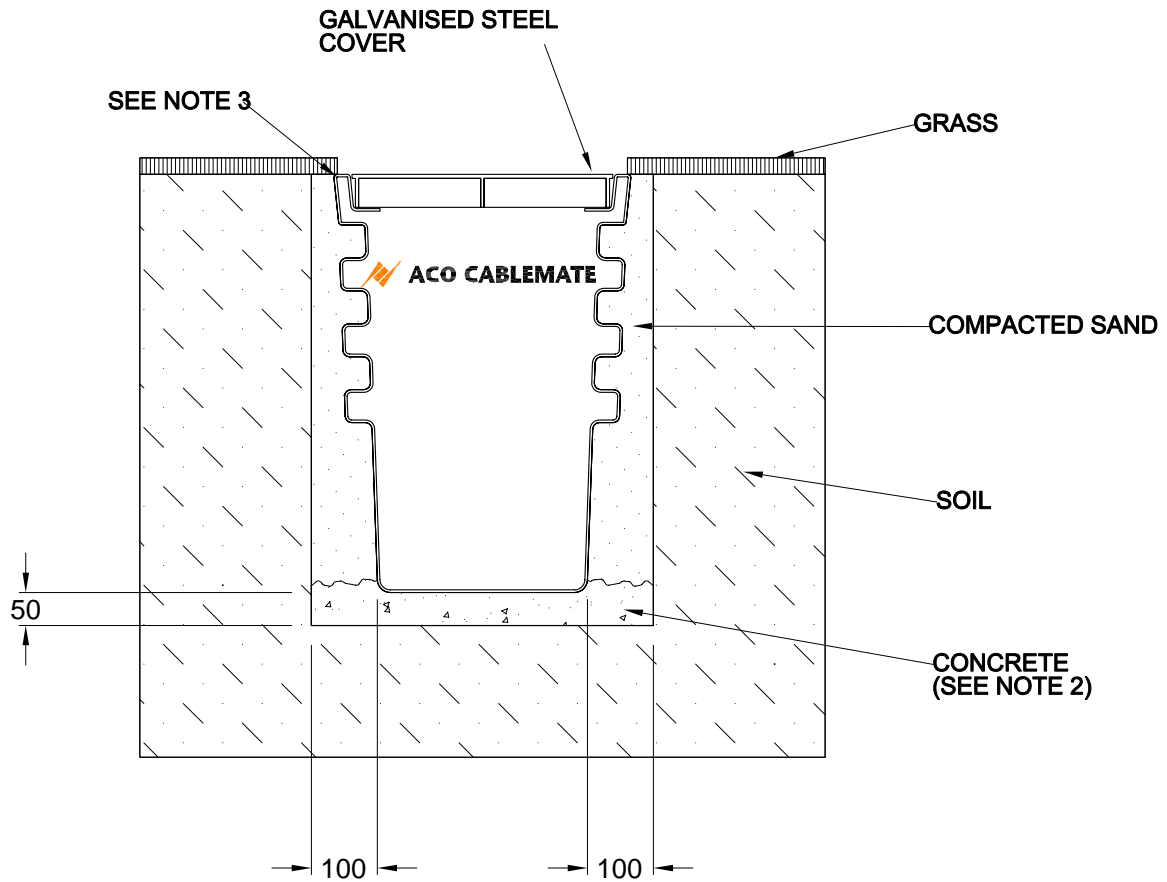 GALVANISED STEEL
COVER
SEE NOTE 3
GRASS
ACO CABLEMATE
COMPACTED SAND
SOIL
50
CONCRETE
(SEE NOTE 2)
100
100